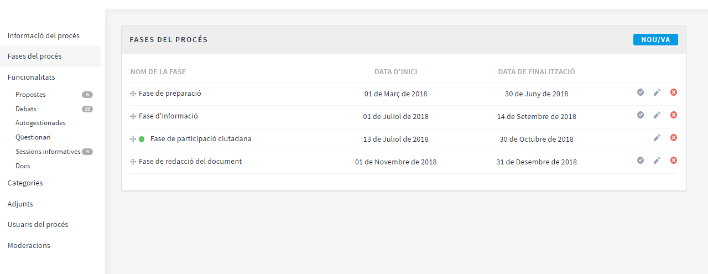 Informació del procés
Fases del procés
Funcionalitats
Propostes
Debats
Autogestionades
Qüestionari
Sessions informatives
Docs
Categories
Adjunts
Usuaris del procés
Moderacions
FASES DEL PROCÉS NOU/VA
NOM DE LA FASE DATA D'INICI DATA DE FINALITZACIÓ
Fase de preparació 01 de Març de 2018 30 de Juny de 2018
Fase d'informació 01 de Juliol de 2018 14 de Setembre de 2018
Fase de participació ciutadana 13 de Juliol de 2018 30 de Octubre de 2018
Fase de redacció del document 01 de Novembre de 2018 31 de Desembre de 2018